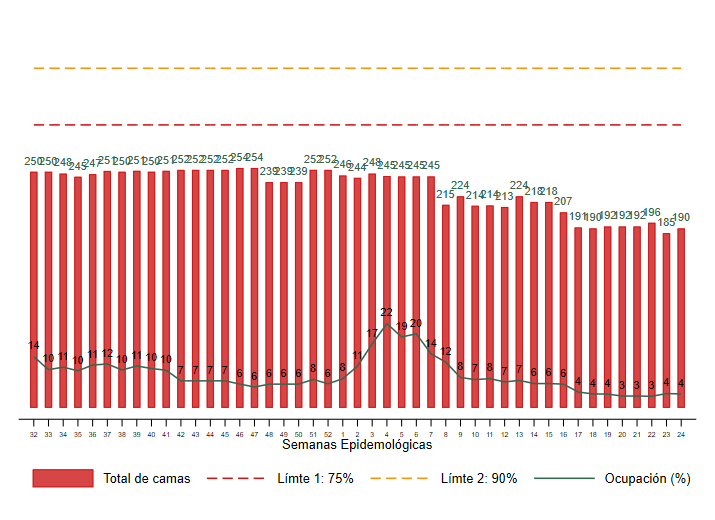 250 250 248 245 247 251 250 251 250 251 252 252 252 252 254 254 239 239 239 252 252 246 244 248 245 245 245 245 215 224 214 214 213 224 218 218 207 191 190 192 192 192 196 185 190
14 10 11 10 11 12 10 11 10 10 7 7 7 7 6 6 6 6 6 8 6 8 11 17 22 19 20 14 12 8 7 8 7 7 6 6 6 4 4 4 3 3 3 4 4
32 33 34 35 36 37 38 39 40 41 42 43 44 45 46 47 48 49 50 51 52 1 2 3 4 5 6 7 8 9 10 11 12 13 14 15 16 17 18 19 20 21 22 23 24
Semanas Epidemológicas
Total de camas Límte 1: 75% Límte 2: 90% Ocupación (%)